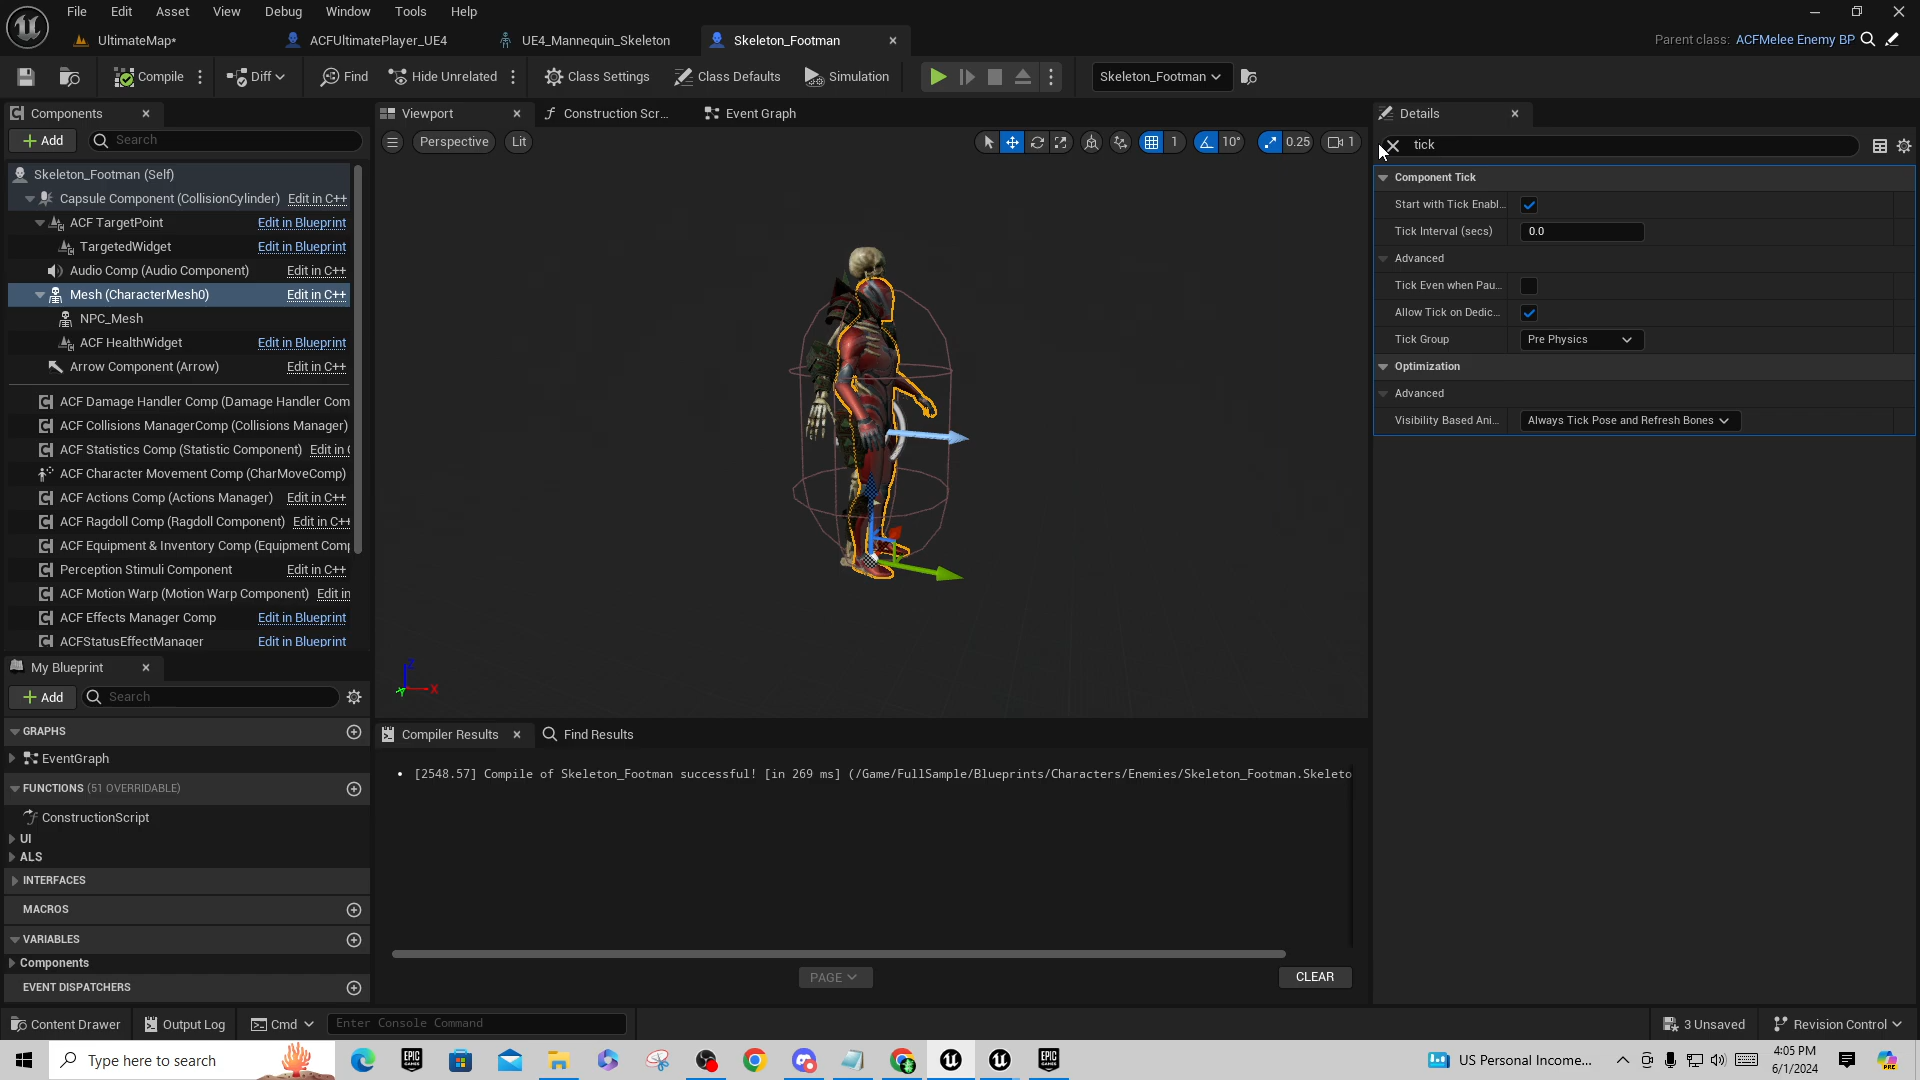 File Edit Asset View Debug Window Tools Help
UltimateMap* ACFUltimatePlayer_UE4 UE4_Mannequin_Skeleton Skeleton_Footman Parent class: ACFMelee Enemy BP
Compile Diff Find Hide Unrelated Class Settings Class Defaults Simulation Skeleton_Footman
Components Viewport Construction Scr... Event Graph Details
Add Search Perspective Lit 1 10° 0.25 1 tick
Skeleton_Footman (Self)
Capsule Component (CollisionCylinder) Edit in C++
ACF TargetPoint Edit in Blueprint
TargetedWidget Edit in Blueprint
Audio Comp (Audio Component) Edit in C++
Mesh (CharacterMesh0) Edit in C++
NPC_Mesh
ACF HealthWidget Edit in Blueprint
Arrow Component (Arrow) Edit in C++
ACF Damage Handler Comp (Damage Handler Com
ACF Collisions ManagerComp (Collisions Manager)
ACF Statistics Comp (Statistic Component) Edit in (
ACF Character Movement Comp (CharMoveComp)
ACF Actions Comp (Actions Manager) Edit in C++
ACF Ragdoll Comp (Ragdoll Component) Edit in C++
ACF Equipment & Inventory Comp (Equipment Comp
Perception Stimuli Component Edit in C++
ACF Motion Warp (Motion Warp Component) Edit in
ACF Effects Manager Comp Edit in Blueprint
ACFStatusEffectManager Edit in Blueprint
Component Tick
Start with Tick Enabl...
Tick Interval (secs) 0.0
Advanced
Tick Even when Pau...
Allow Tick on Dedic...
Tick Group Pre Physics
Optimization
Advanced
Visibility Based Ani... Always Tick Pose and Refresh Bones
Z
Y X
My Blueprint
Add Search
GRAPHS
EventGraph
FUNCTIONS (51 OVERRIDABLE)
ConstructionScript
UI
ALS
INTERFACES
MACROS
VARIABLES
Components
EVENT DISPATCHERS
Compiler Results Find Results
• [2548.57] Compile of Skeleton_Footman successful! [in 269 ms] (/Game/FullSample/Blueprints/Characters/Enemies/Skeleton_Footman.Skeleto
PAGE CLEAR
Content Drawer Output Log Cmd Enter Console Command 3 Unsaved Revision Control
Type here to search EPIC GAMES EPIC GAMES US Personal Income... 4:05 PM
6/1/2024
PRE